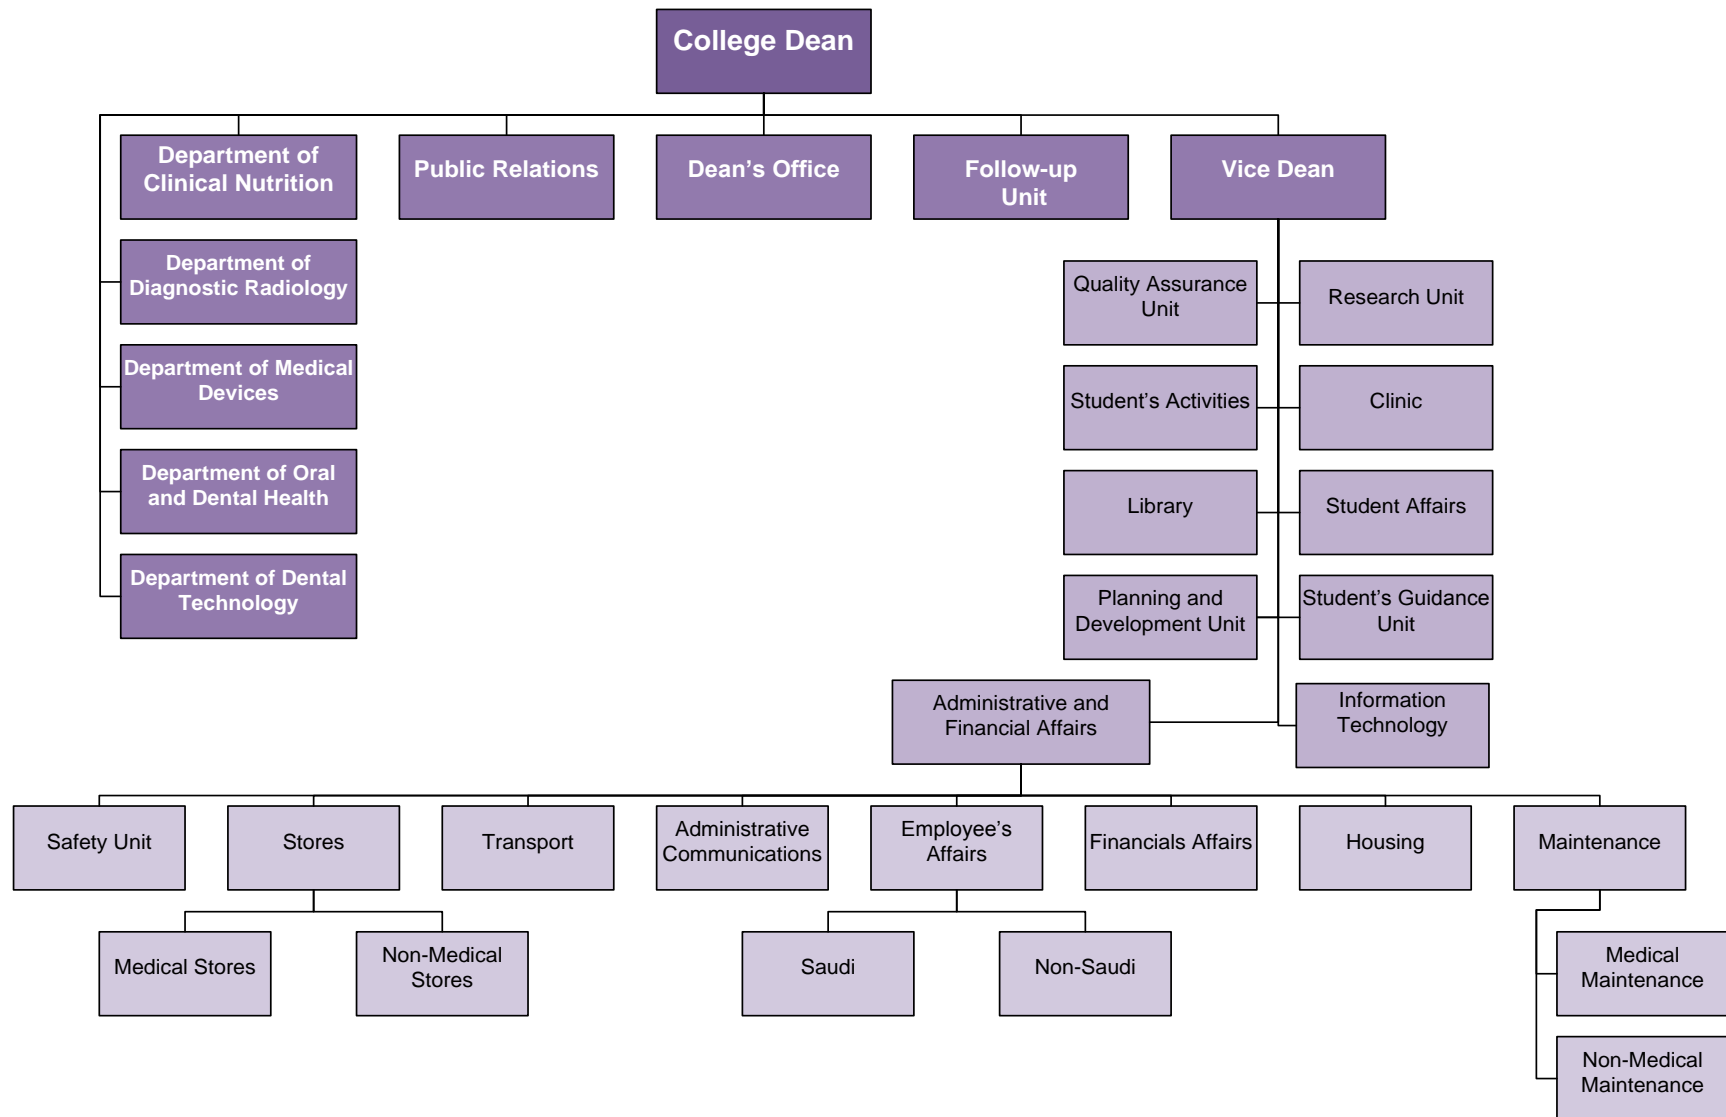 College Dean
Department of
Clinical Nutrition
Public Relations
Dean’s Office
Follow-up
Unit
Vice Dean
Department of
Diagnostic Radiology
Department of Medical
Devices
Department of Oral
and Dental Health
Department of Dental
Technology
Quality Assurance
Unit
Research Unit
Student’s Activities
Clinic
Library
Student Affairs
Planning and
Development Unit
Student’s Guidance
Unit
Administrative and
Financial Affairs
Information
Technology
Safety Unit
Stores
Transport
Administrative
Communications
Employee’s
Affairs
Financials Affairs
Housing
Maintenance
Medical Stores
Non-Medical
Stores
Saudi
Non-Saudi
Medical
Maintenance
Non-Medical
Maintenance